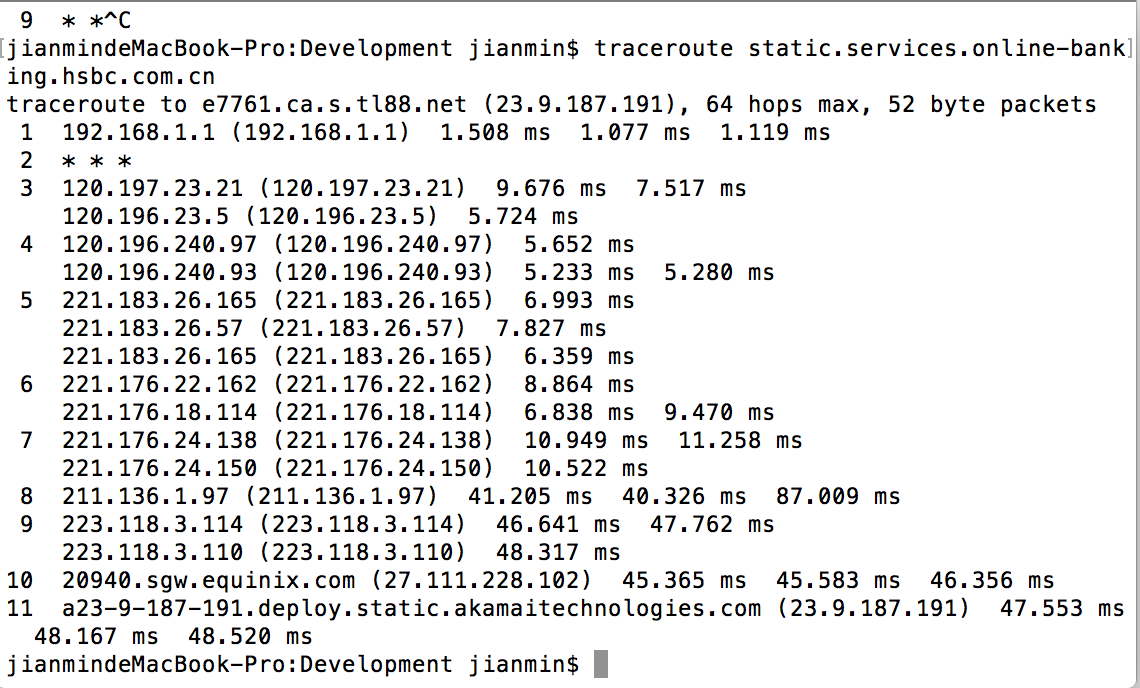 9  * *^C
[jianmindeMacBook-Pro:Development jianmin$ traceroute static.services.online-bank]
ing.hsbc.com.cn
traceroute to e7761.ca.s.tl88.net (23.9.187.191), 64 hops max, 52 byte packets
 1  192.168.1.1 (192.168.1.1)  1.508 ms  1.077 ms  1.119 ms
 2  * * *
 3  120.197.23.21 (120.197.23.21)  9.676 ms  7.517 ms
    120.196.23.5 (120.196.23.5)  5.724 ms
 4  120.196.240.97 (120.196.240.97)  5.652 ms
    120.196.240.93 (120.196.240.93)  5.233 ms  5.280 ms
 5  221.183.26.165 (221.183.26.165)  6.993 ms
    221.183.26.57 (221.183.26.57)  7.827 ms
    221.183.26.165 (221.183.26.165)  6.359 ms
 6  221.176.22.162 (221.176.22.162)  8.864 ms
    221.176.18.114 (221.176.18.114)  6.838 ms  9.470 ms
 7  221.176.24.138 (221.176.24.138)  10.949 ms  11.258 ms
    221.176.24.150 (221.176.24.150)  10.522 ms
 8  211.136.1.97 (211.136.1.97)  41.205 ms  40.326 ms  87.009 ms
 9  223.118.3.114 (223.118.3.114)  46.641 ms  47.762 ms
    223.118.3.110 (223.118.3.110)  48.317 ms
10  20940.sgw.equinix.com (27.111.228.102)  45.365 ms  45.583 ms  46.356 ms
11  a23-9-187-191.deploy.static.akamaitechnologies.com (23.9.187.191)  47.553 ms
  48.167 ms  48.520 ms
jianmindeMacBook-Pro:Development jianmin$